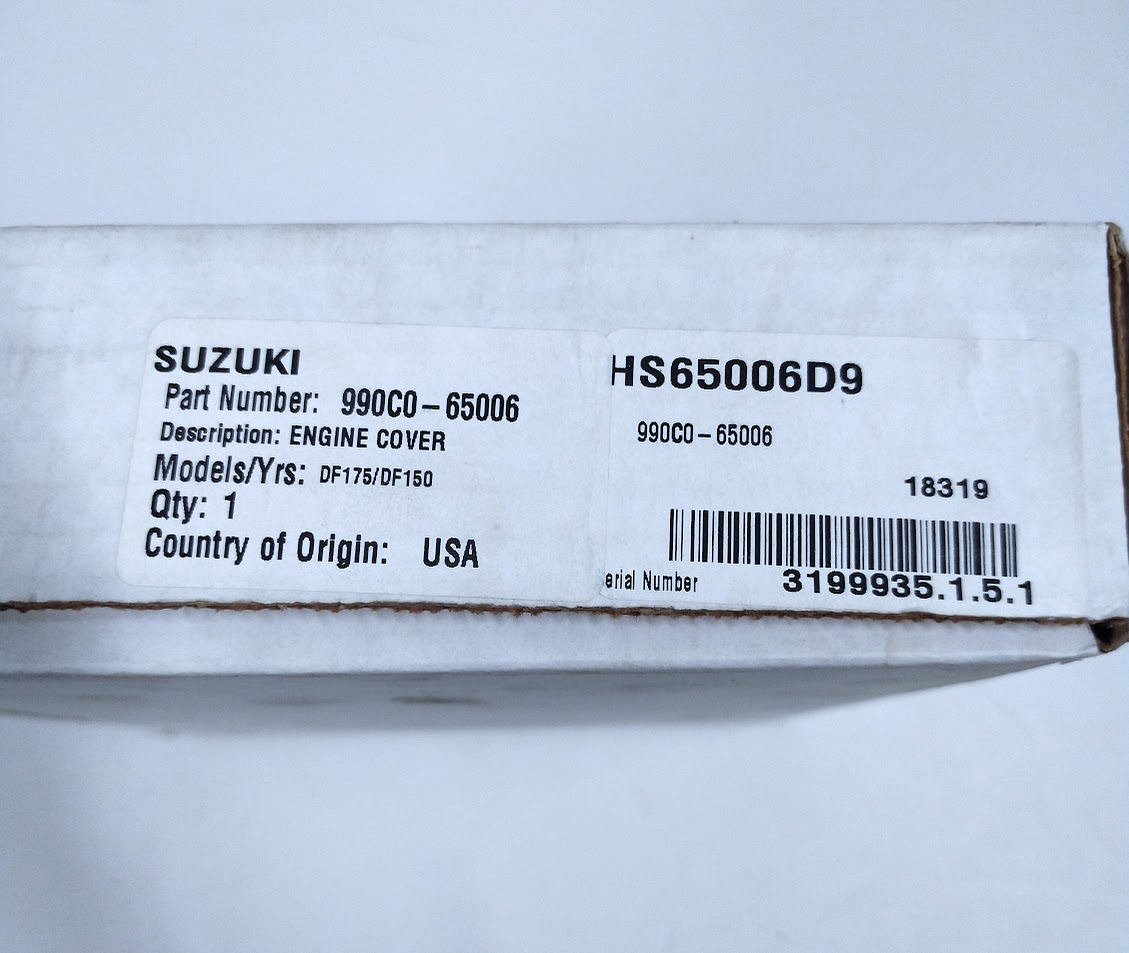 SUZUKI
Part Number: 990C0-65006
Description: ENGINE COVER
Models/Yrs: DF175/DF150
Qty: 1
Country of Origin: USA
HS65006D9
990C0-65006
18319
erial Number 3199935.1.5.1